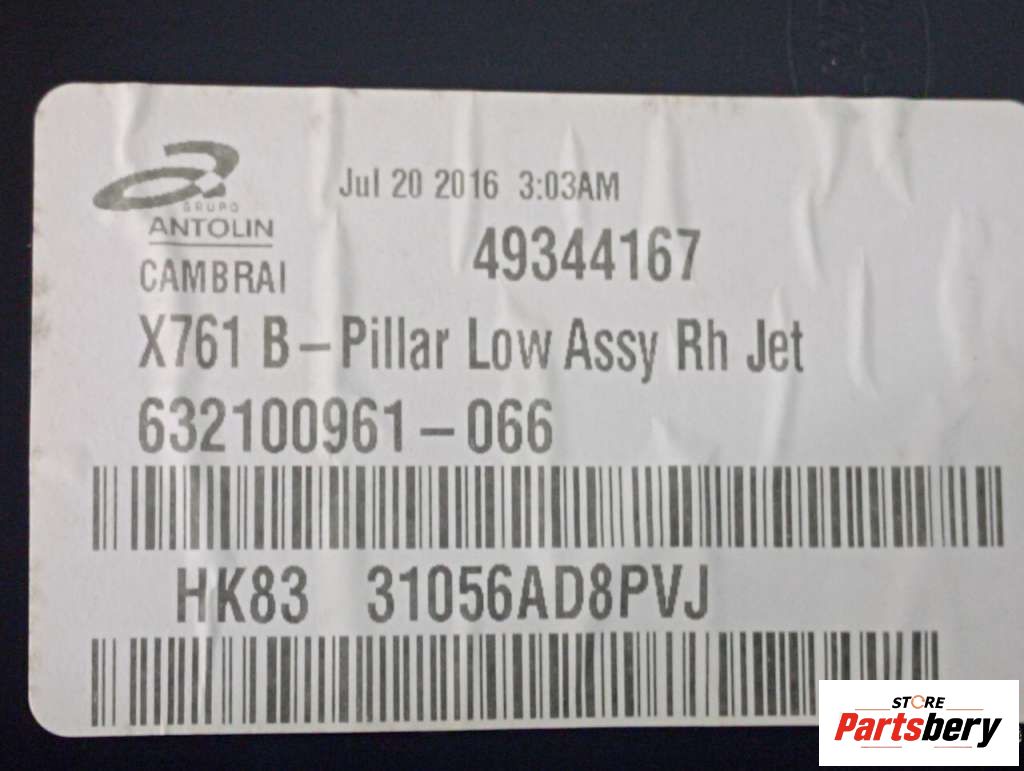 GRUPO
ANTOLIN
CAMBRAI
Jul 20 2016 3:03AM
49344167
X761 B-Pillar Low Assy Rh Jet
632100961-066
HK83 31056AD8PVJ
STORE
Partsbery